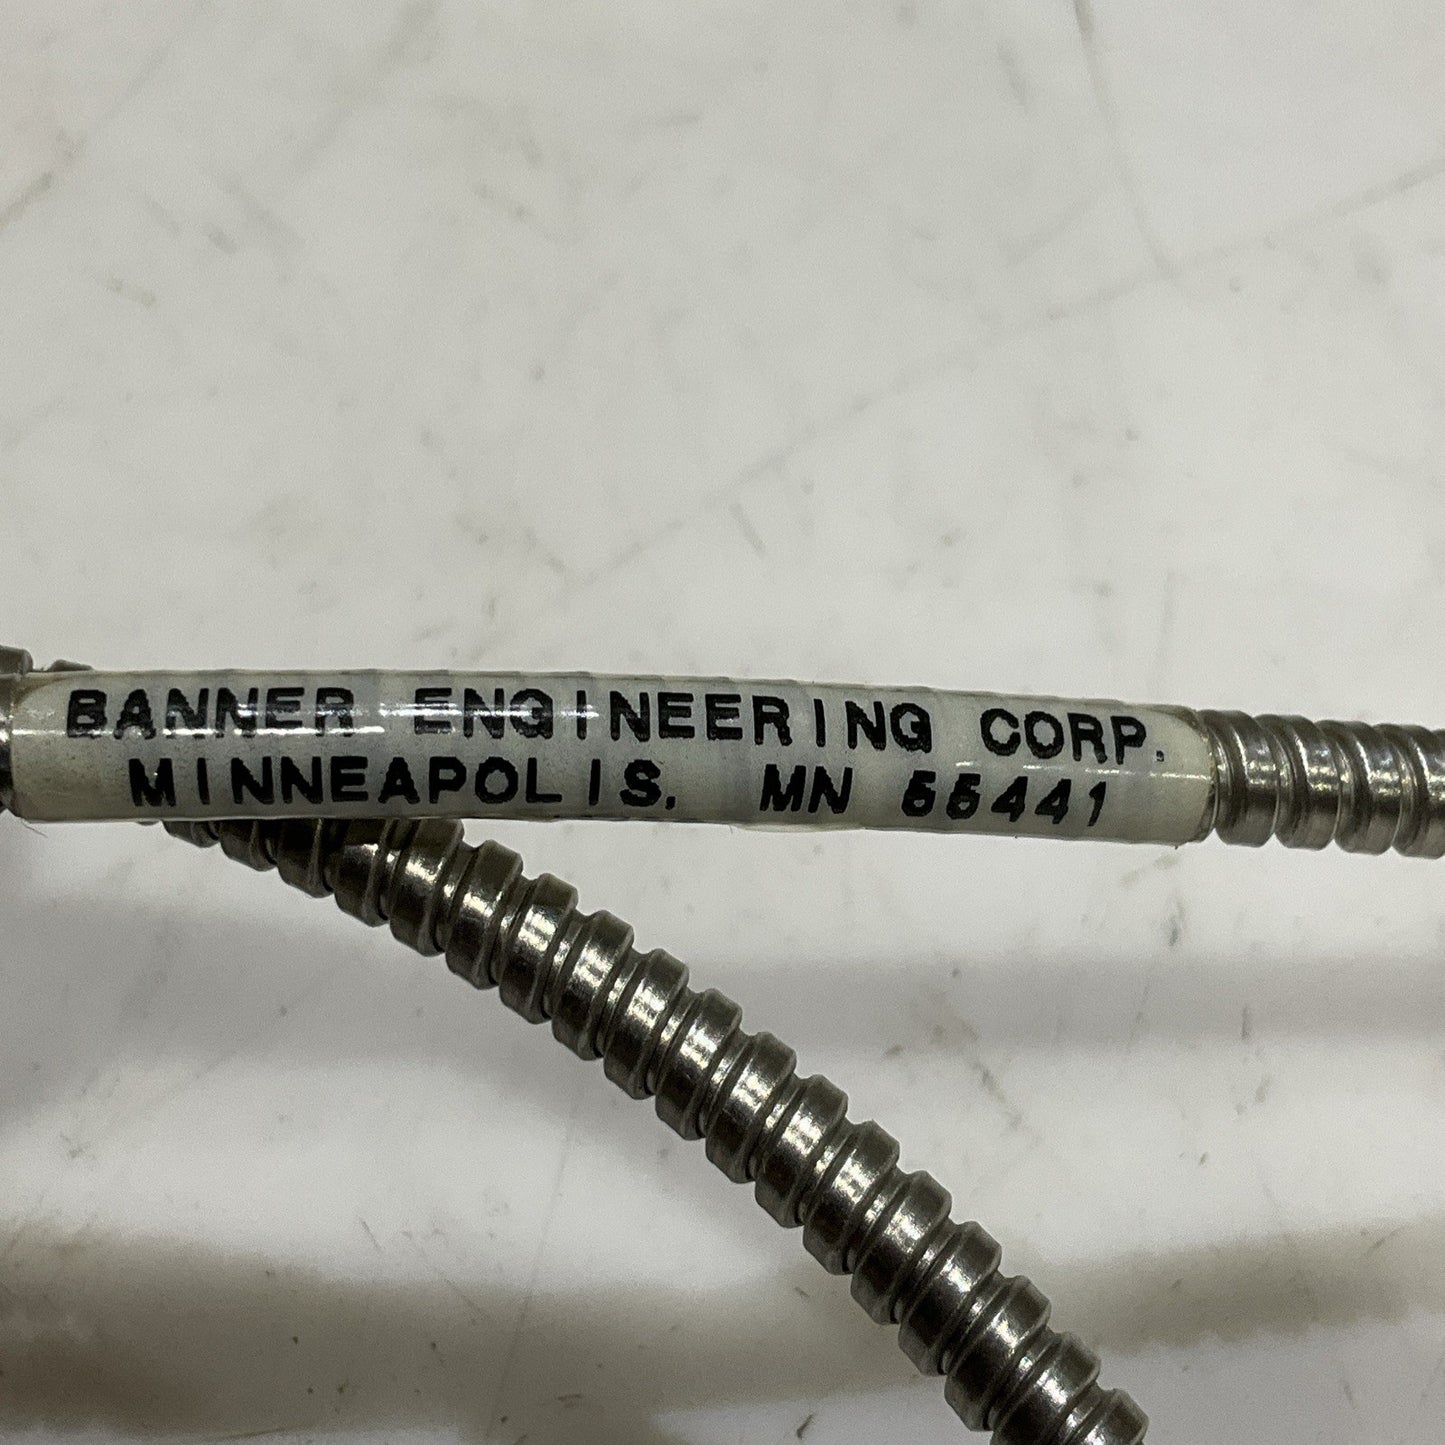 BANNER ENGINEERING CORP.
MINNEAPOLIS, MN 55441